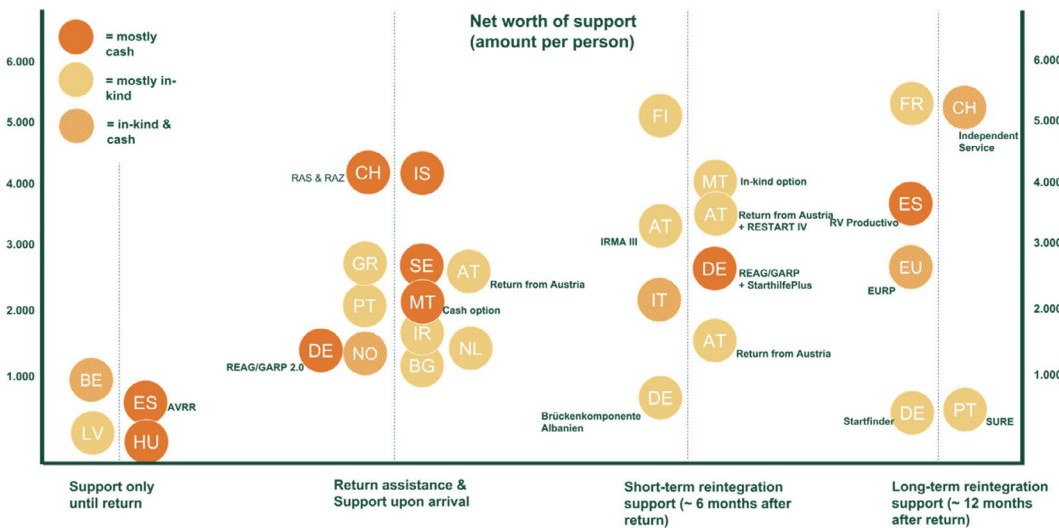 Net worth of support
(amount per person)
= mostly
cash
= mostly in-
kind
= in-kind &
cash
6.000
5.000
4.000
3.000
2.000
1.000
6.000
5.000
4.000
3.000
2.000
1.000
BE
LV
ES
AVRR
HU
RAS & RAZ
CH
IS
GR
SE
AT
Return from Austria
PT
MT
Cash option
IR
DE
NO
BG
NL
REAG/GARP 2.0
FI
MT
In-kind option
AT
IRMA III
AT
Return from Austria
+ RESTART IV
DE
REAG/GARP
+ StarthilfePlus
IT
AT
Return from Austria
DE
Brückenkomponente
Albanien
FR
CH
Independent
Service
ES
RV Productivo
EU
EURP
DE
Startfinder
PT
SURE
Support only
until return
Return assistance &
Support upon arrival
Short-term reintegration
support (~ 6 months after
return)
Long-term reintegration
support (~ 12 months
after return)